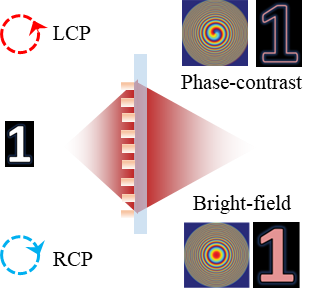 LCP
1
Phase-contrast
1
Bright-field
1
RCP